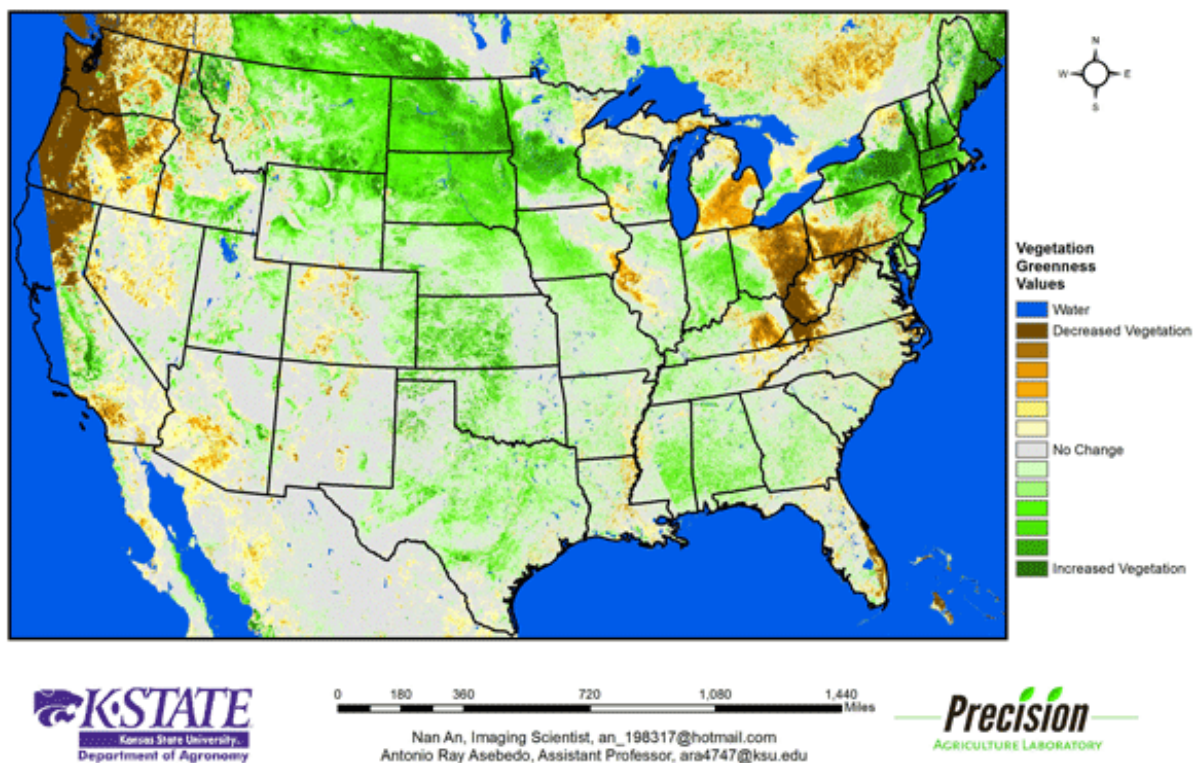 N
W E
S
Vegetation
Greenness
Values
Water
Decreased Vegetation
No Change
Increased Vegetation
K-STATE
Kansas State University
Department of Agronomy
0 180 360 720 1,080 1,440
Miles
Nan An, Imaging Scientist, an_198317@hotmail.com
Antonio Ray Asebedo, Assistant Professor, ara4747@ksu.edu
Precision
AGRICULTURE LABORATORY